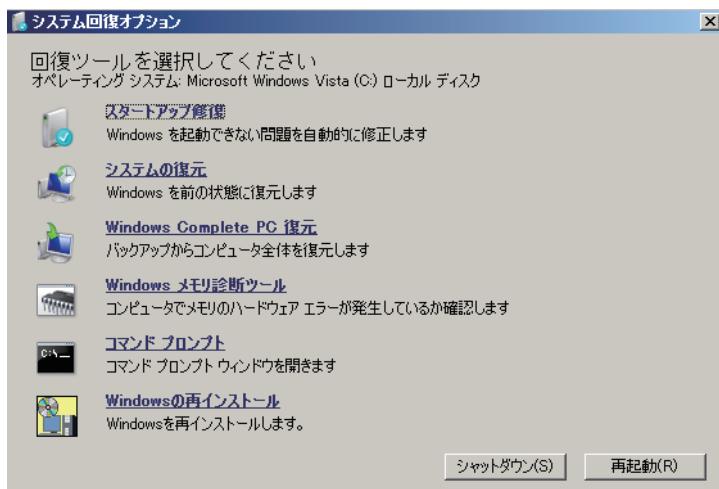 システム回復オプション
回復ツールを選択してください
オペレーティング システム: Microsoft Windows Vista (C:) ローカル ディスク
スタートアップ修復
Windows を起動できない問題を自動的に修正します
システムの復元
Windows を前の状態に復元します
Windows Complete PC 復元
バックアップからコンピュータ全体を復元します
Windows メモリ診断ツール
コンピュータでメモリのハードウェア エラーが発生しているか確認します
C:\_
コマンド プロンプト
コマンド プロンプト ウィンドウを開きます
Windowsの再インストール
Windowsを再インストールします。
シャットダウン(S)
再起動(R)